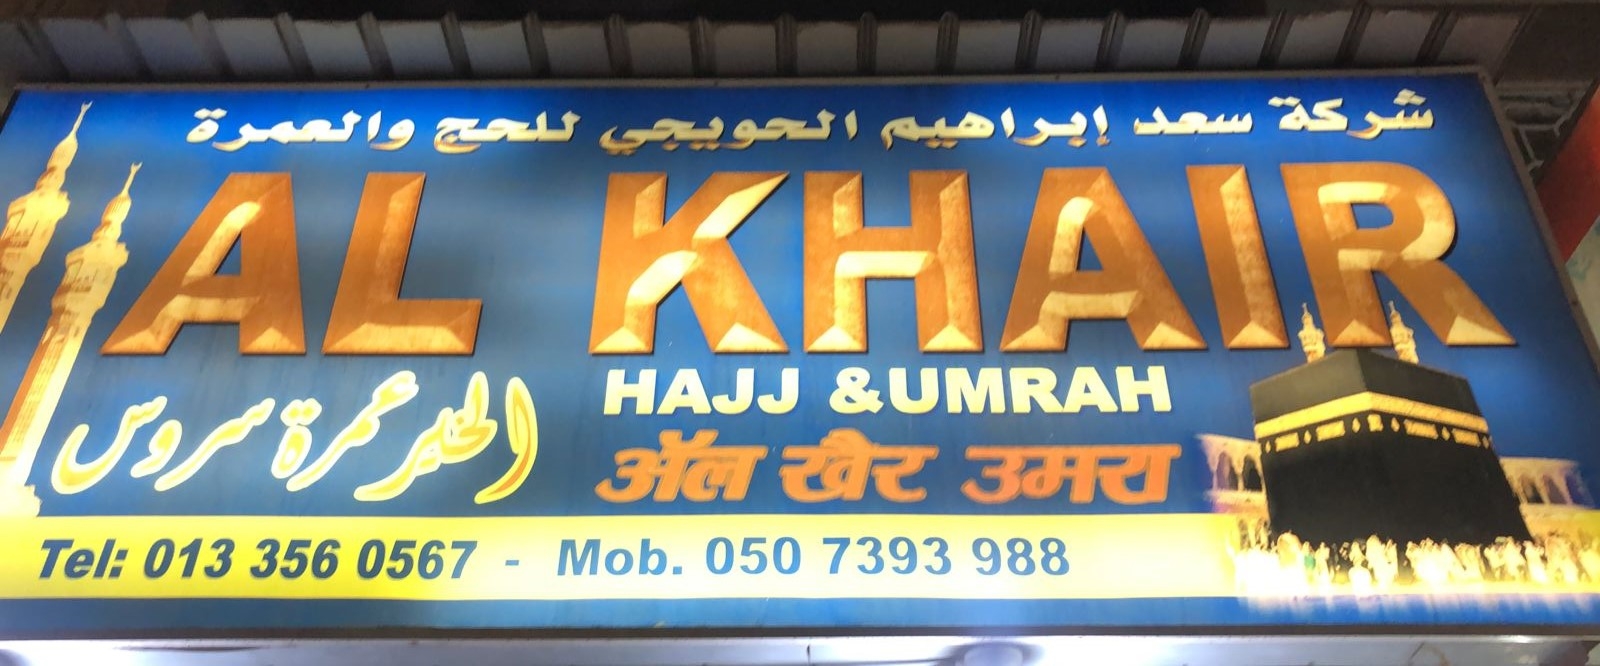 شركة سعد إبراهيم الحويجي للحج والعمرة
AL KHAIR
HAJJ &UMRAH
الخیر عمرة سروس
ॲल खैर उमरा
Tel: 013 356 0567 - Mob. 050 7393 988